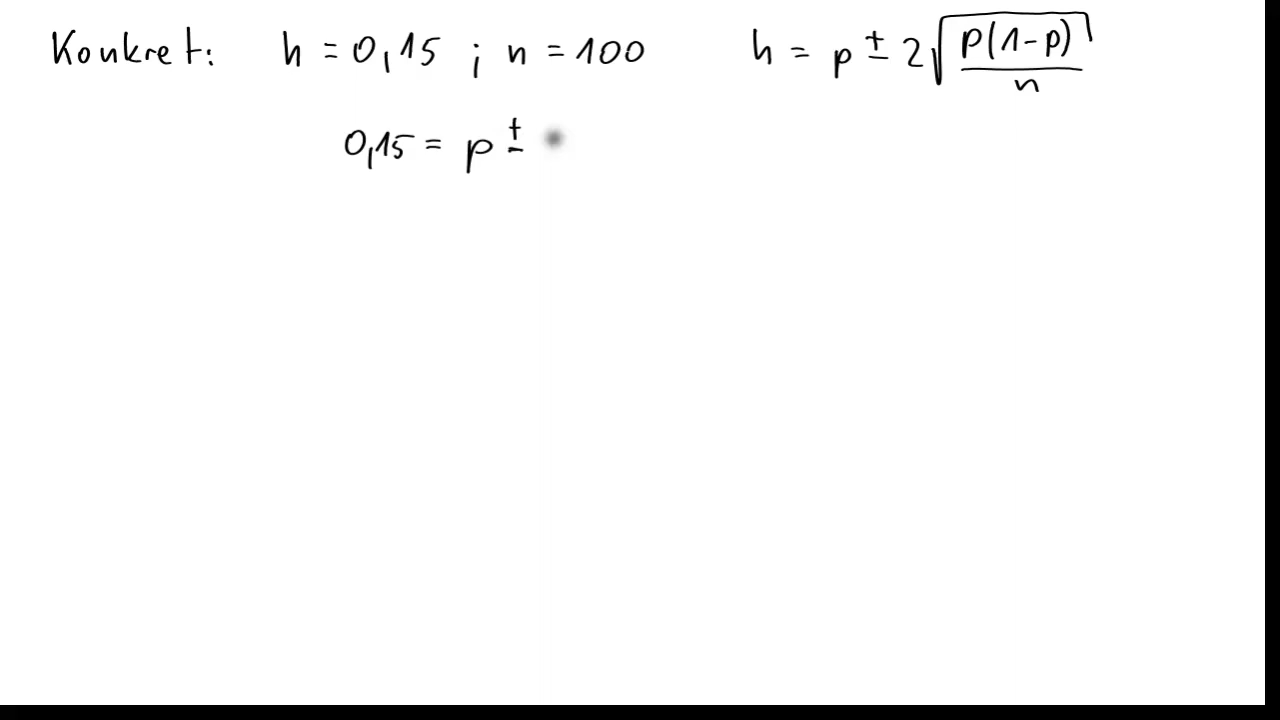 Konkret: h = 0,15 ; n = 100 h = p ± 2√(p(1-p)/n)
0,15 = p ±